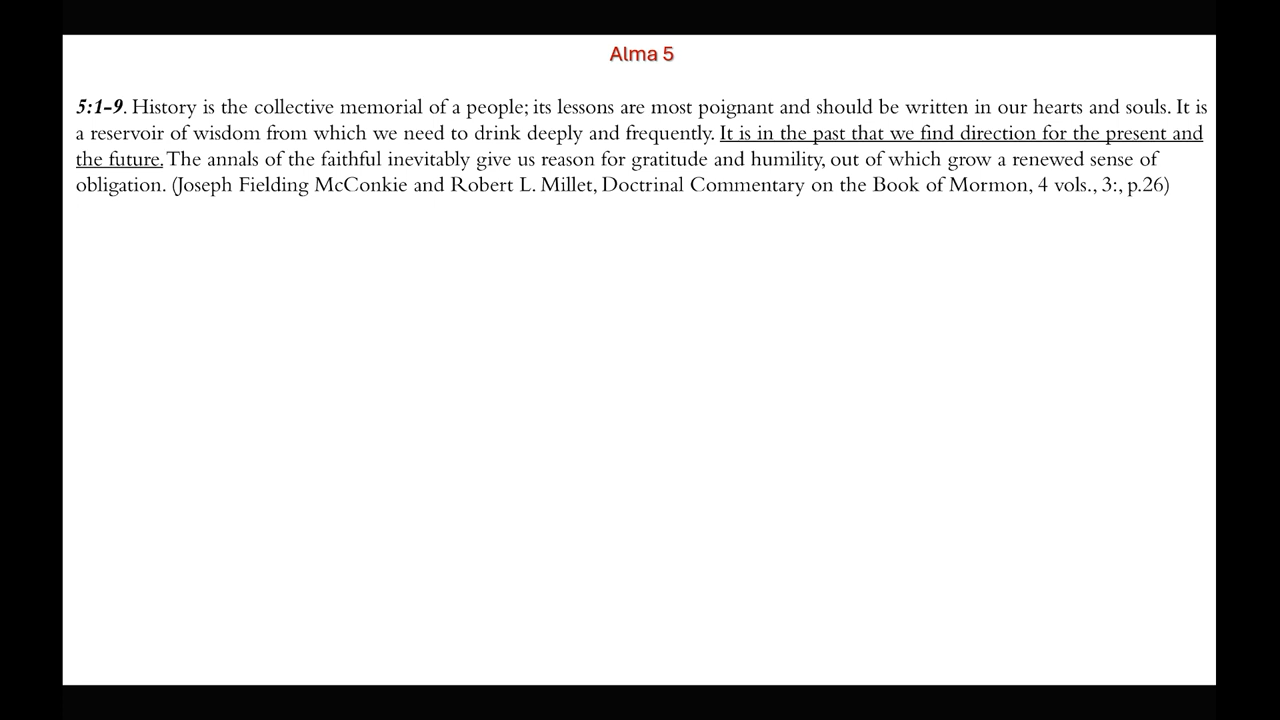 Alma 5
5:1-9. History is the collective memorial of a people; its lessons are most poignant and should be written in our hearts and souls. It is
a reservoir of wisdom from which we need to drink deeply and frequently. It is in the past that we find direction for the present and
the future. The annals of the faithful inevitably give us reason for gratitude and humility, out of which grow a renewed sense of
obligation. (Joseph Fielding McConkie and Robert L. Millet, Doctrinal Commentary on the Book of Mormon, 4 vols., 3:, p.26)